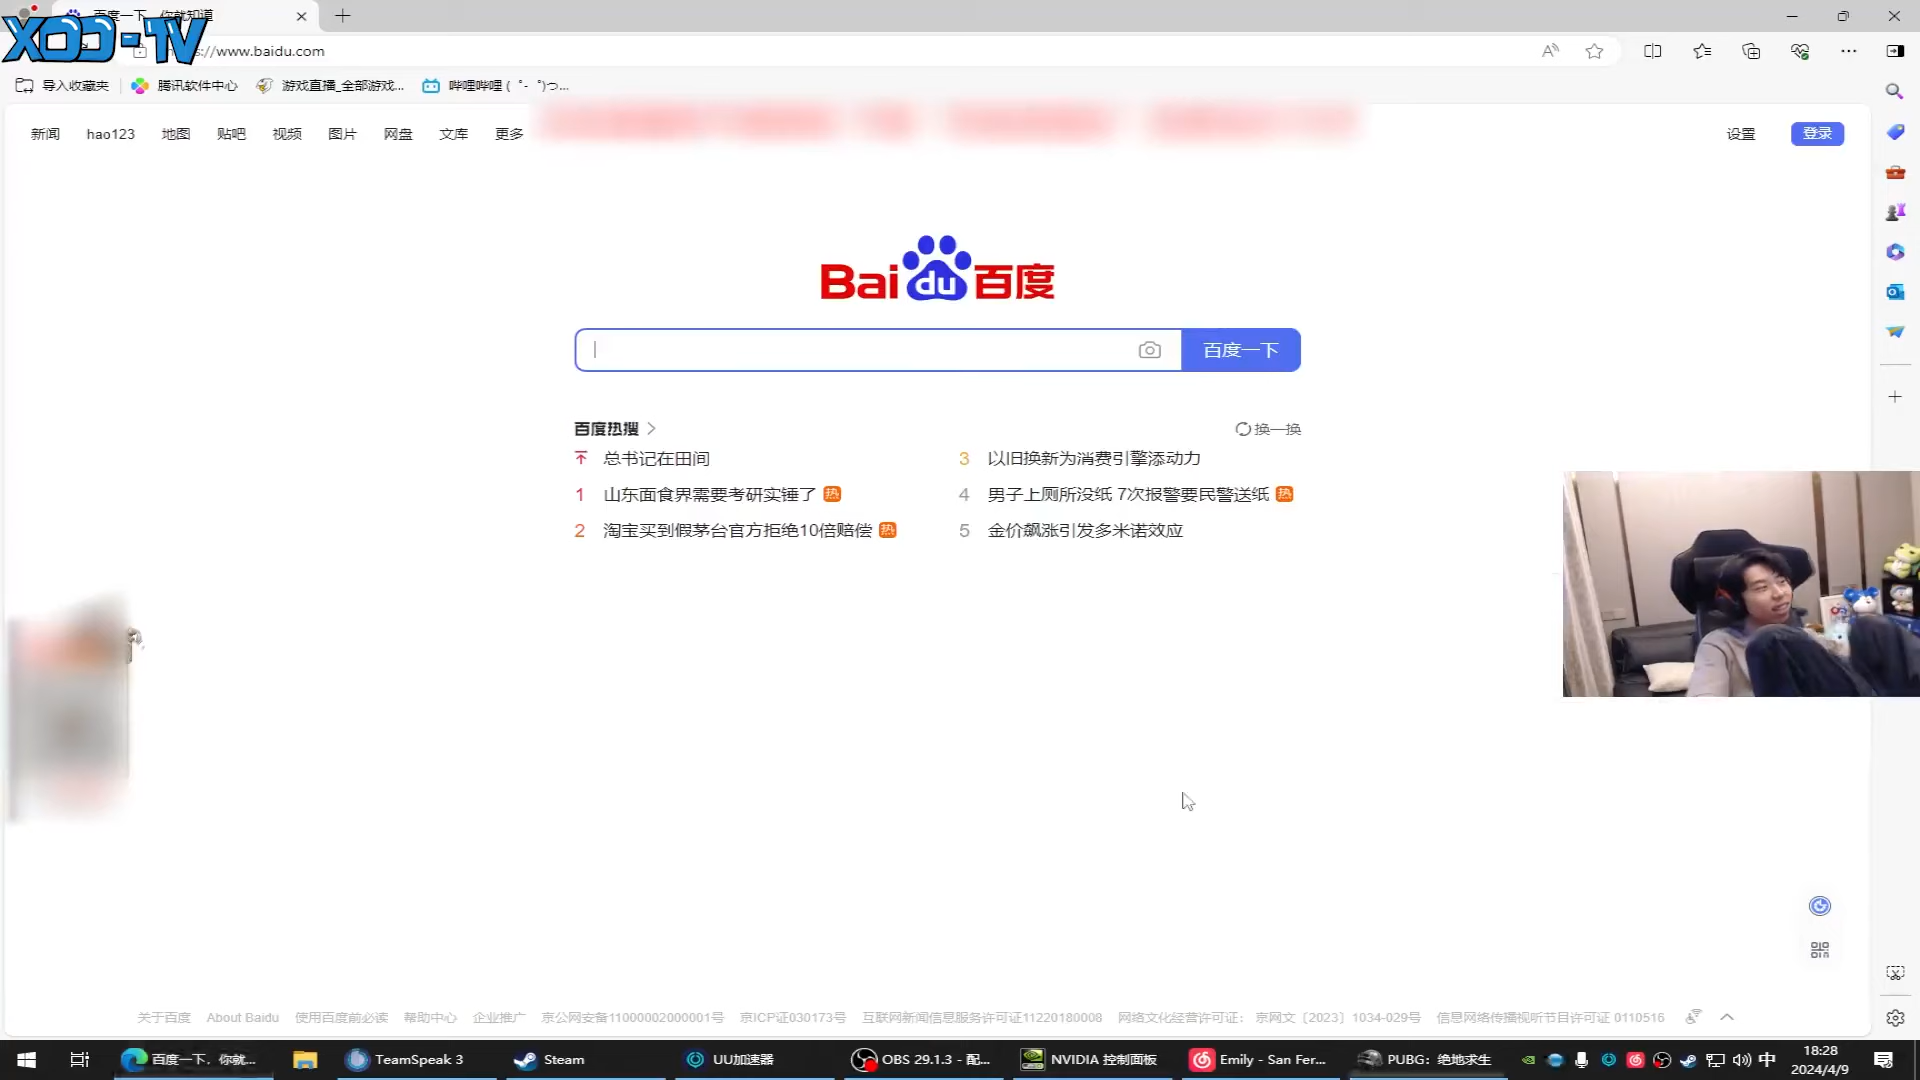 百度一下，你就知道
XOO-TV
s://www.baidu.com
导入收藏夹
腾讯软件中心
游戏直播_全部游戏...
哔哩哔哩 ( ゜- ゜)つ...
新闻
hao123
地图
贴吧
视频
图片
网盘
文库
更多
设置
登录
Bai du 百度
百度一下
百度热搜
换一换
总书记在田间
3 以旧换新为消费引擎添动力
1 山东面食界需要考研实锤了 热
4 男子上厕所没纸 7次报警要民警送纸 热
2 淘宝买到假茅台官方拒绝10倍赔偿 热
5 金价飙涨引发多米诺效应
关于百度 About Baidu 使用百度前必读 帮助中心 企业推广 京公网安备11000002000001号 京ICP证030173号 互联网新闻信息服务许可证11220180008 网络文化经营许可证： 京网文〔2023〕1034-029号 信息网络传播视听节目许可证 0110516
百度一下，你就...
TeamSpeak 3
Steam
UU加速器
OBS 29.1.3 - 配...
NVIDIA 控制面板
Emily - San Fer...
PUBG：绝地求生
中
18:28
2024/4/9